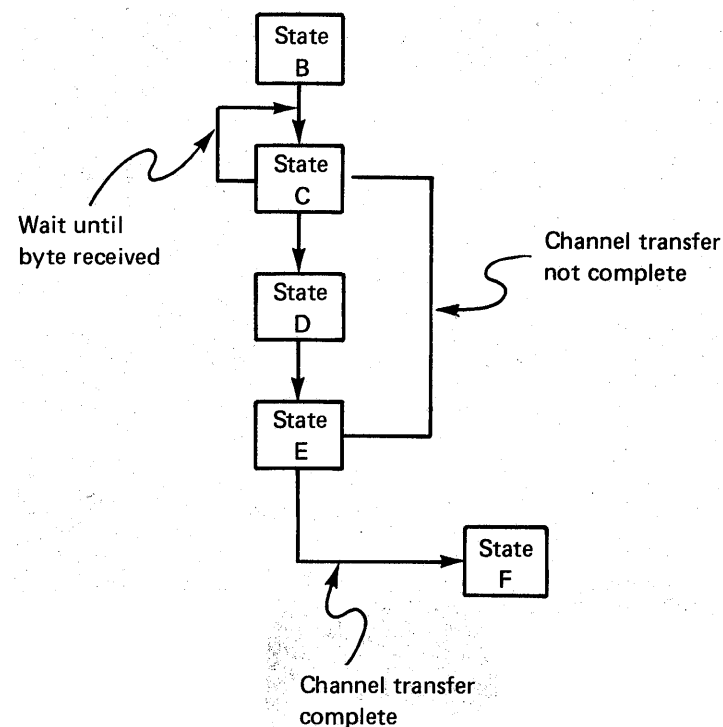 State
B
State
C
Wait until
byte received
Channel transfer
not complete
State
D
State
E
State
F
Channel transfer
complete